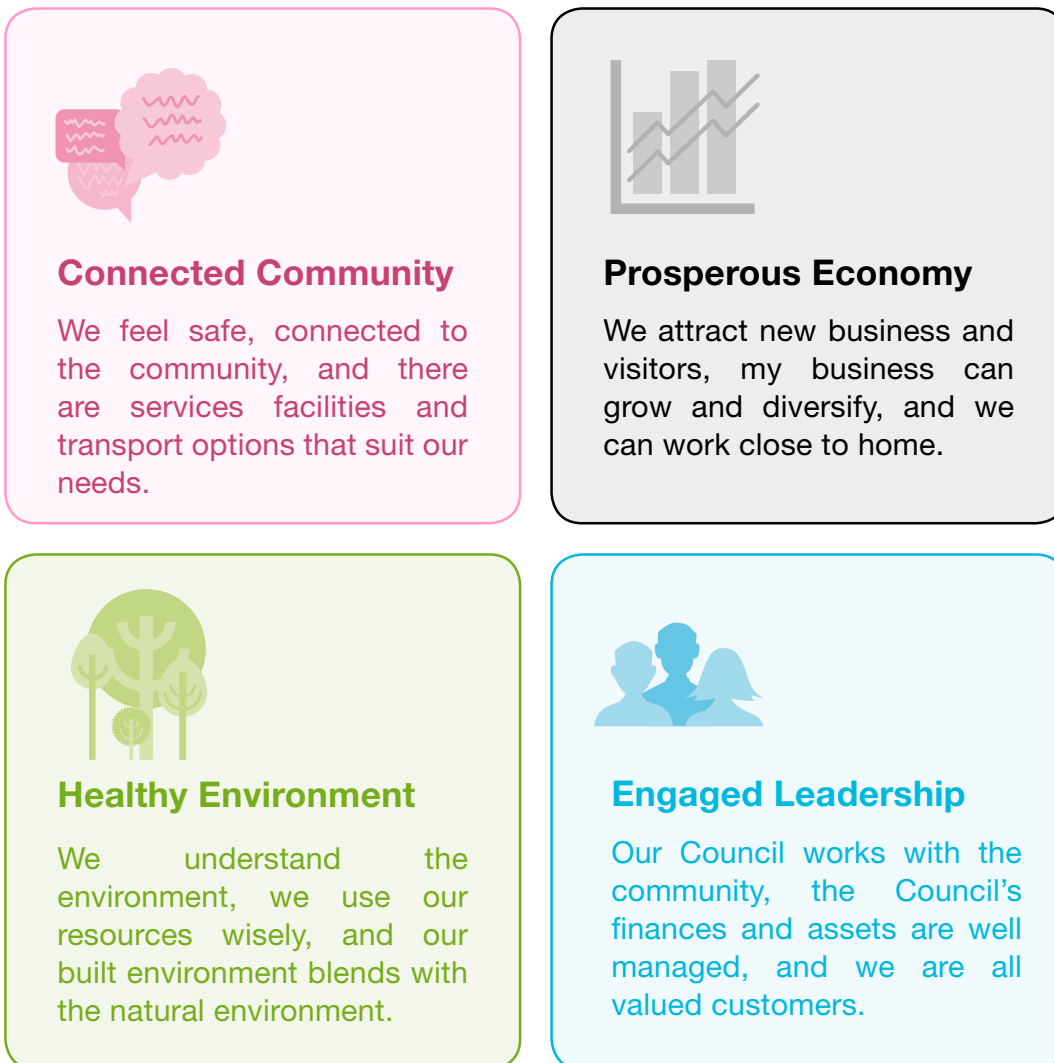 Connected Community
We feel safe, connected to
the community, and there
are services facilities and
transport options that suit our
needs.
Prosperous Economy
We attract new business and
visitors, my business can
grow and diversify, and we
can work close to home.
Healthy Environment
We understand the
environment, we use our
resources wisely, and our
built environment blends with
the natural environment.
Engaged Leadership
Our Council works with the
community, the Council’s
finances and assets are well
managed, and we are all
valued customers.